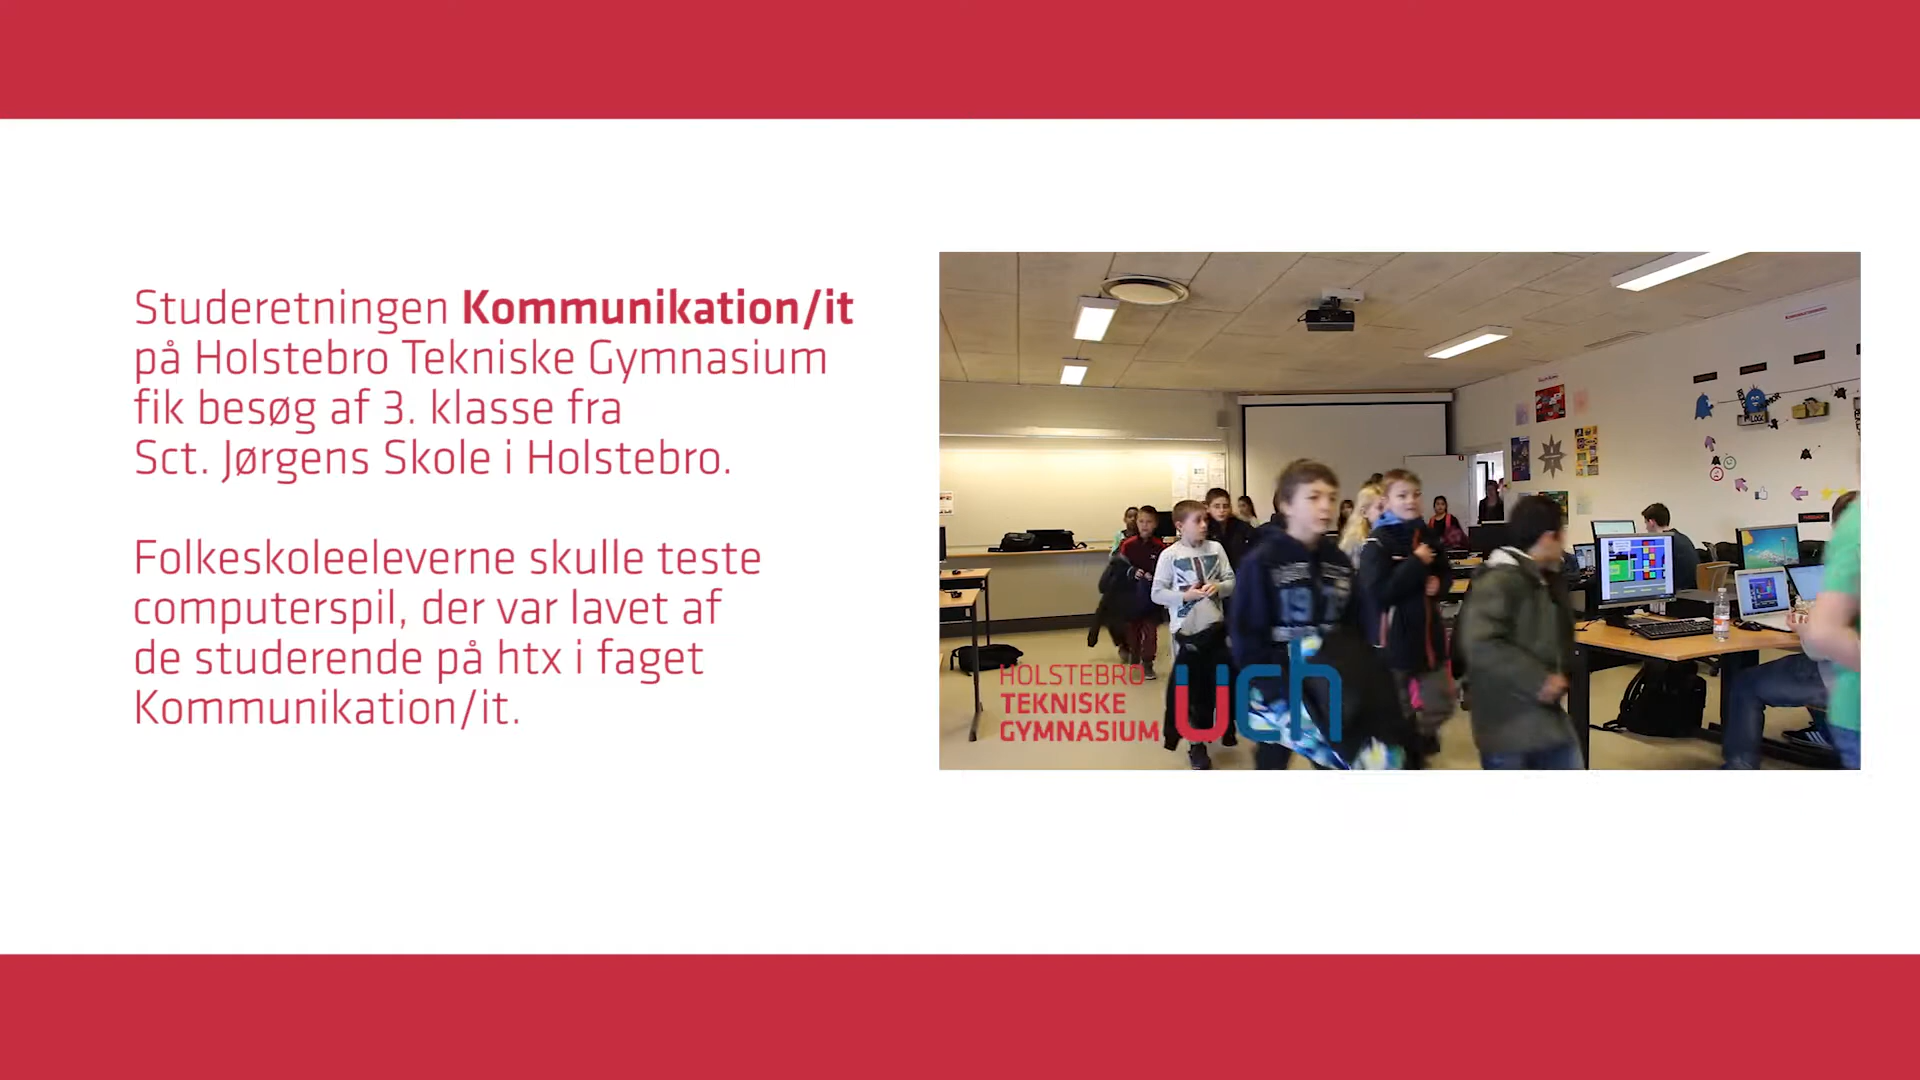 Studeretningen Kommunikation/it
på Holstebro Tekniske Gymnasium
fik besøg af 3. klasse fra
Sct. Jørgens Skole i Holstebro.
Folkeskoleeleverne skulle teste
computerspil, der var lavet af
de studerende på htx i faget
Kommunikation/it.
HOLSTEBRO
TEKNISKE
GYMNASIUM
uch